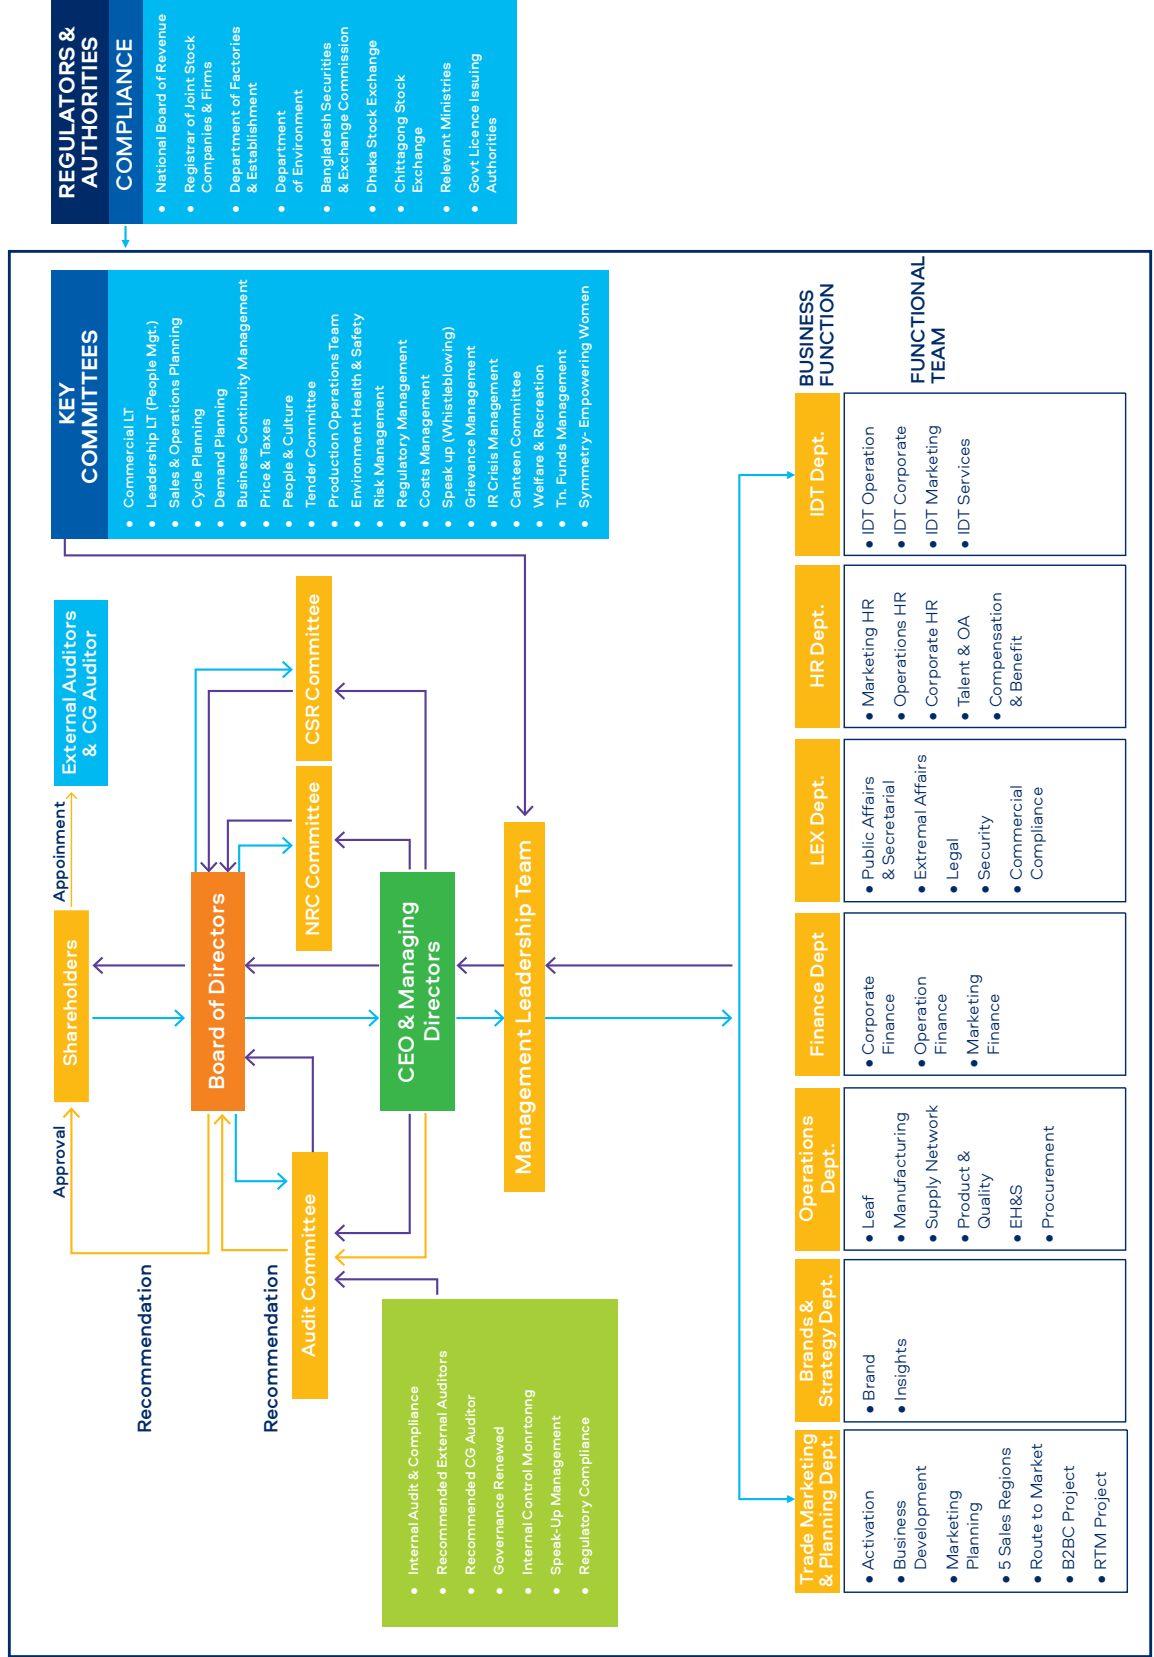 Approval
Shareholders
Appoinment
External Auditors
& CG Auditor
KEY
COMMITTEES
• Commercial LT
• Leadership LT (People Mgt.)
• Sales & Operations Planning
• Cycle Planning
• Demand Planning
• Business Continuity Management
• Price & Taxes
• People & Culture
• Tender Committee
• Production Operations Team
• Environment Health & Safety
• Risk Management
• Regulatory Management
• Costs Management
• Speak up (Whistleblowing)
• Grievance Management
• IR Crisis Management
• Canteen Committee
• Welfare & Recreation
• Tn. Funds Management
• Symmetry- Empowering Women
REGULATORS &
AUTHORITIES
COMPLIANCE
• National Board of Revenue
• Registrar of Joint Stock
Companies & Firms
• Department of Factories
& Establishment
• Department
of Environment
• Bangladesh Securities
& Exchange Commission
• Dhaka Stock Exchange
• Chittagong Stock
Exchange
• Relevant Ministries
• Govt Licence Issuing
Authorities
Recommendation
Board of Directors
Recommendation
Audit Committee
NRC Committee
CSR Committee
CEO & Managing
Directors
• Internal Audit & Compliance
• Recommended External Auditors
• Recommended CG Auditor
• Governance Renewed
• Internal Control Monrtonng
• Speak-Up Management
• Regulatory Compliance
Management Leadership Team
BUSINESS
FUNCTION
FUNCTIONAL
TEAM
Trade Marketing
& Planning Dept.
• Activation
• Business
Development
• Marketing
Planning
• 5 Sales Regions
• Route to Market
• B2BC Project
• RTM Project
Brands &
Strategy Dept.
• Brand
• Insights
Operations
Dept.
• Leaf
• Manufacturing
• Supply Network
• Product &
Quality
• EH&S
• Procurement
Finance Dept
• Corporate
Finance
• Operation
Finance
• Marketing
Finance
LEX Dept.
• Public Affairs
& Secretarial
• Extremal Affairs
• Legal
• Security
• Commercial
Compliance
HR Dept.
• Marketing HR
• Operations HR
• Corporate HR
• Talent & OA
• Compensation
& Benefit
IDT Dept.
• IDT Operation
• IDT Corporate
• IDT Marketing
• IDT Services